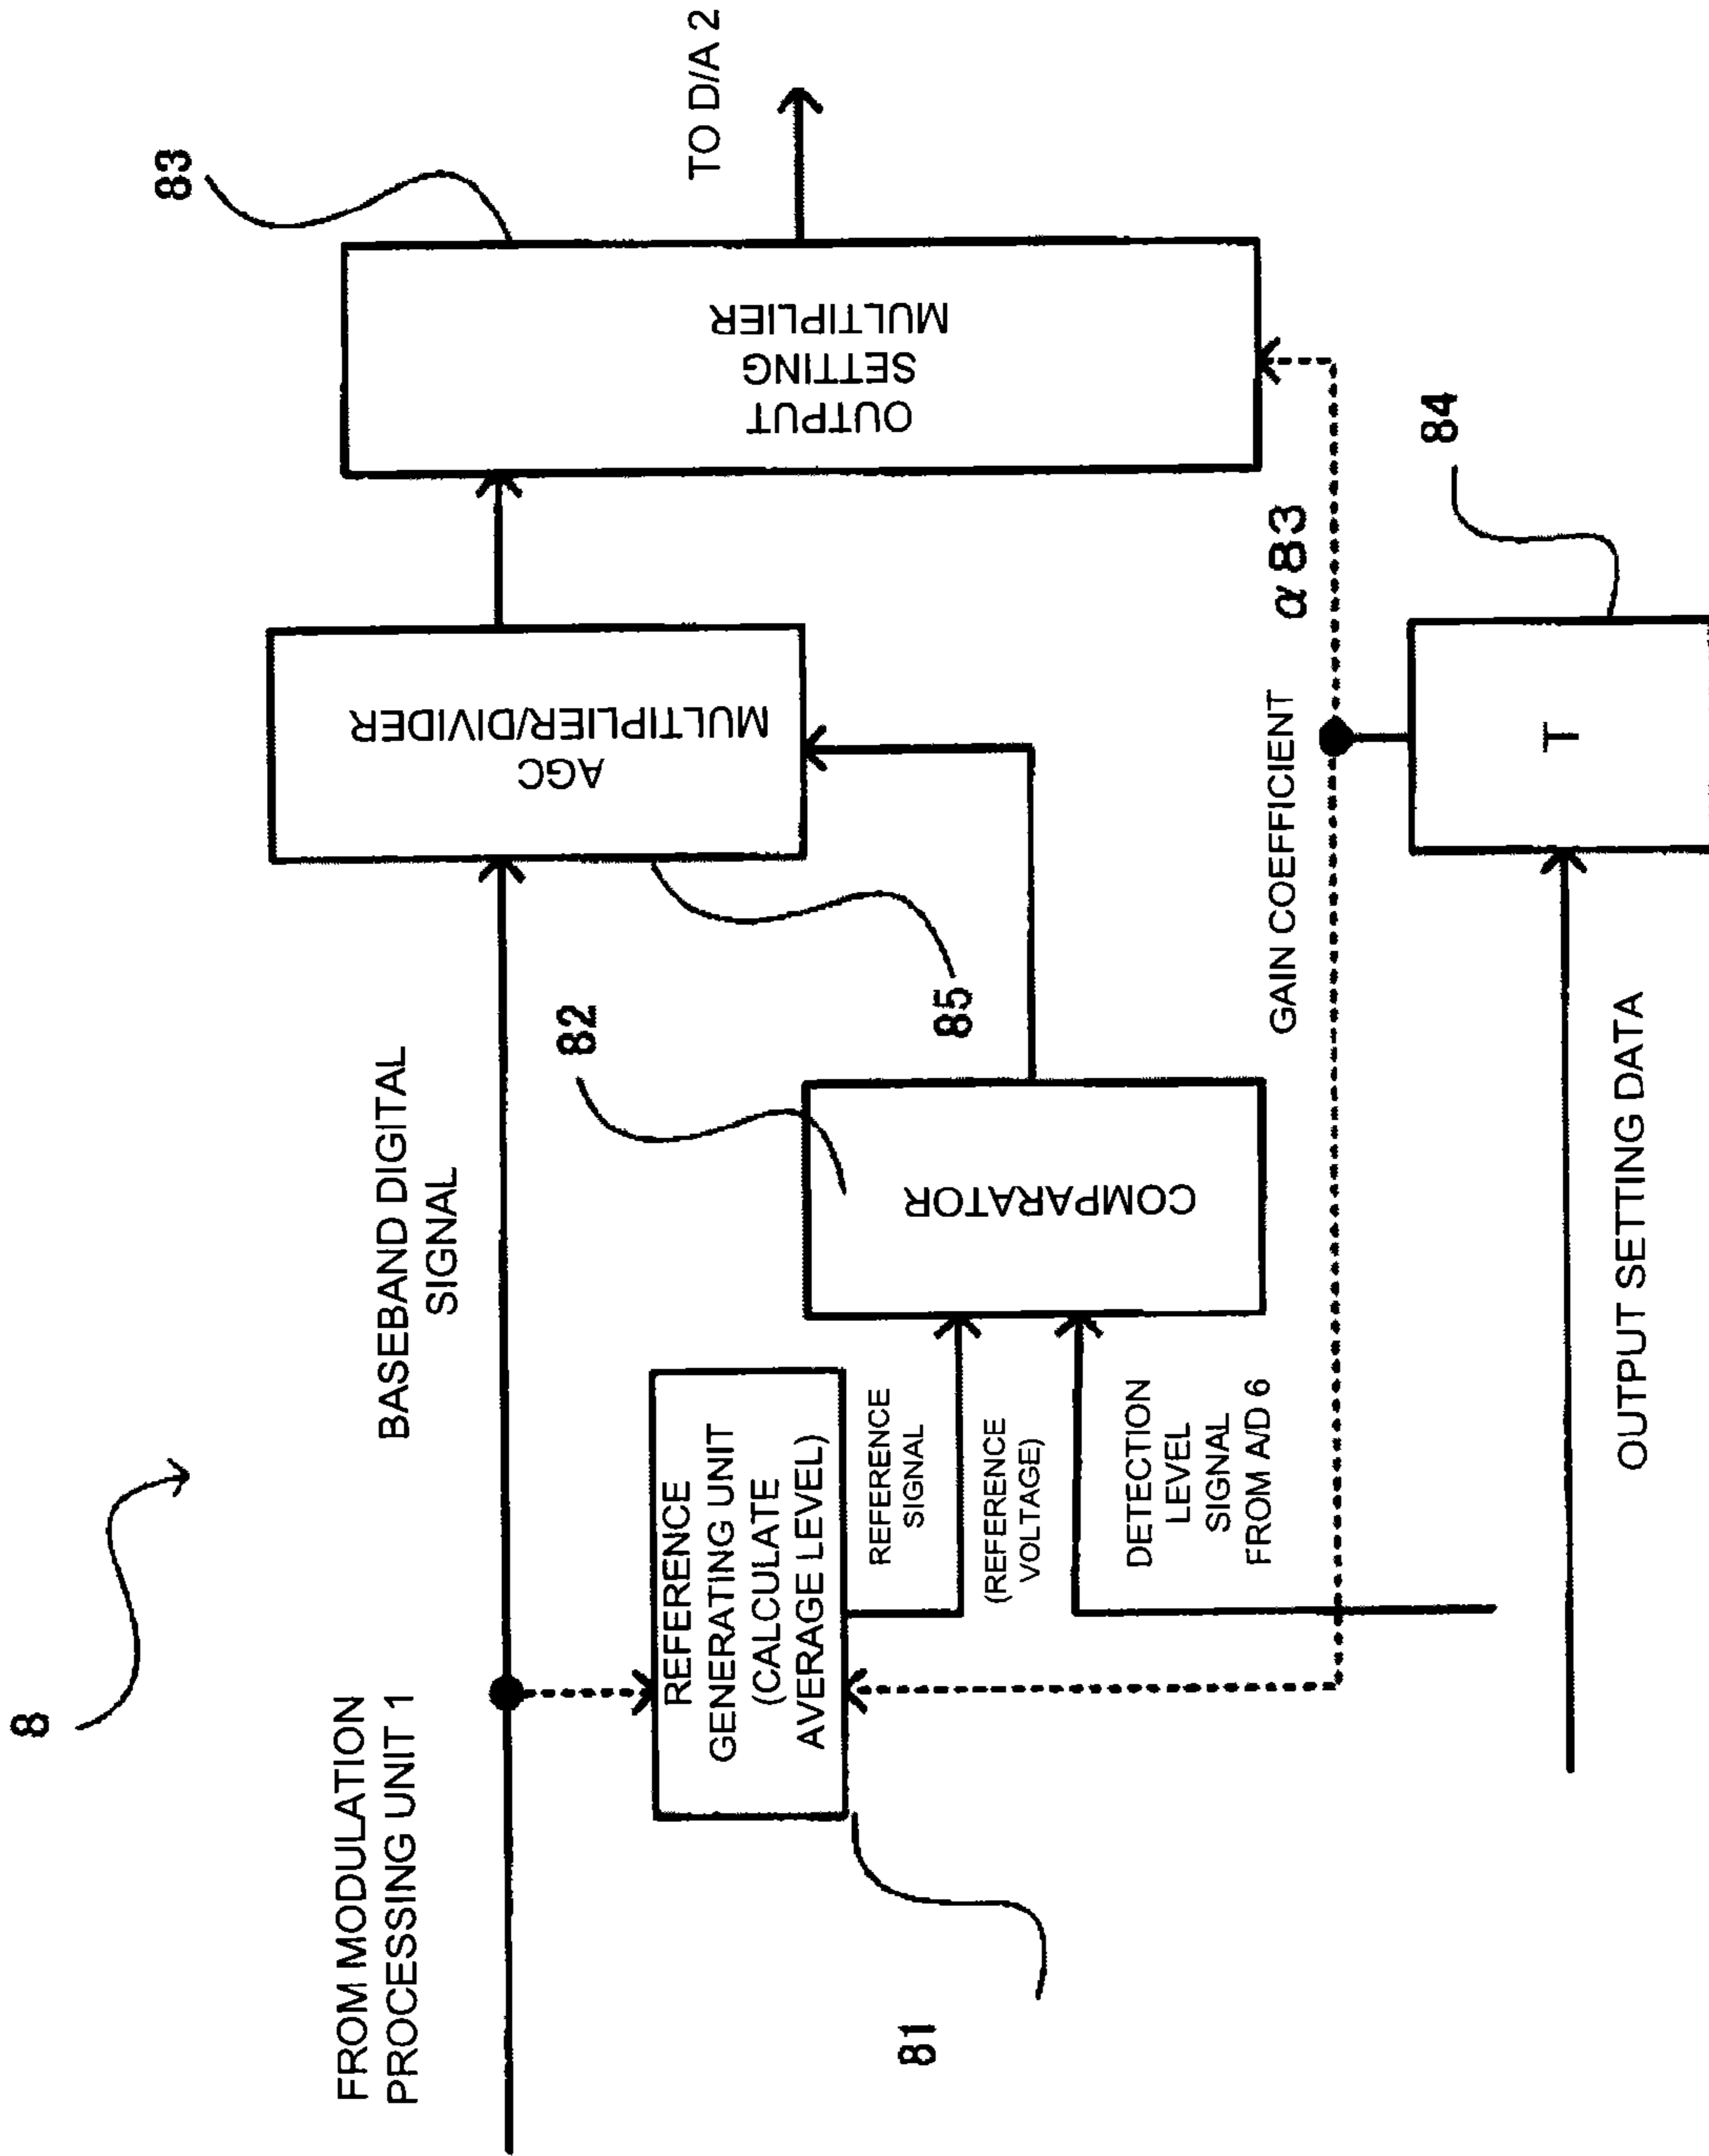 8
FROM MODULATION
PROCESSING UNIT 1
BASEBAND DIGITAL
SIGNAL
AGC
MULTIPLIER/DIVIDER
85
OUTPUT
SETTING
MULTIPLIER
83
TO D/A 2
REFERENCE
GENERATING UNIT
(CALCULATE
AVERAGE LEVEL)
81
REFERENCE
SIGNAL
(REFERENCE
VOLTAGE)
DETECTION
LEVEL
SIGNAL
FROM A/D 6
COMPARATOR
82
GAIN COEFFICIENT
α83
T
84
OUTPUT SETTING DATA